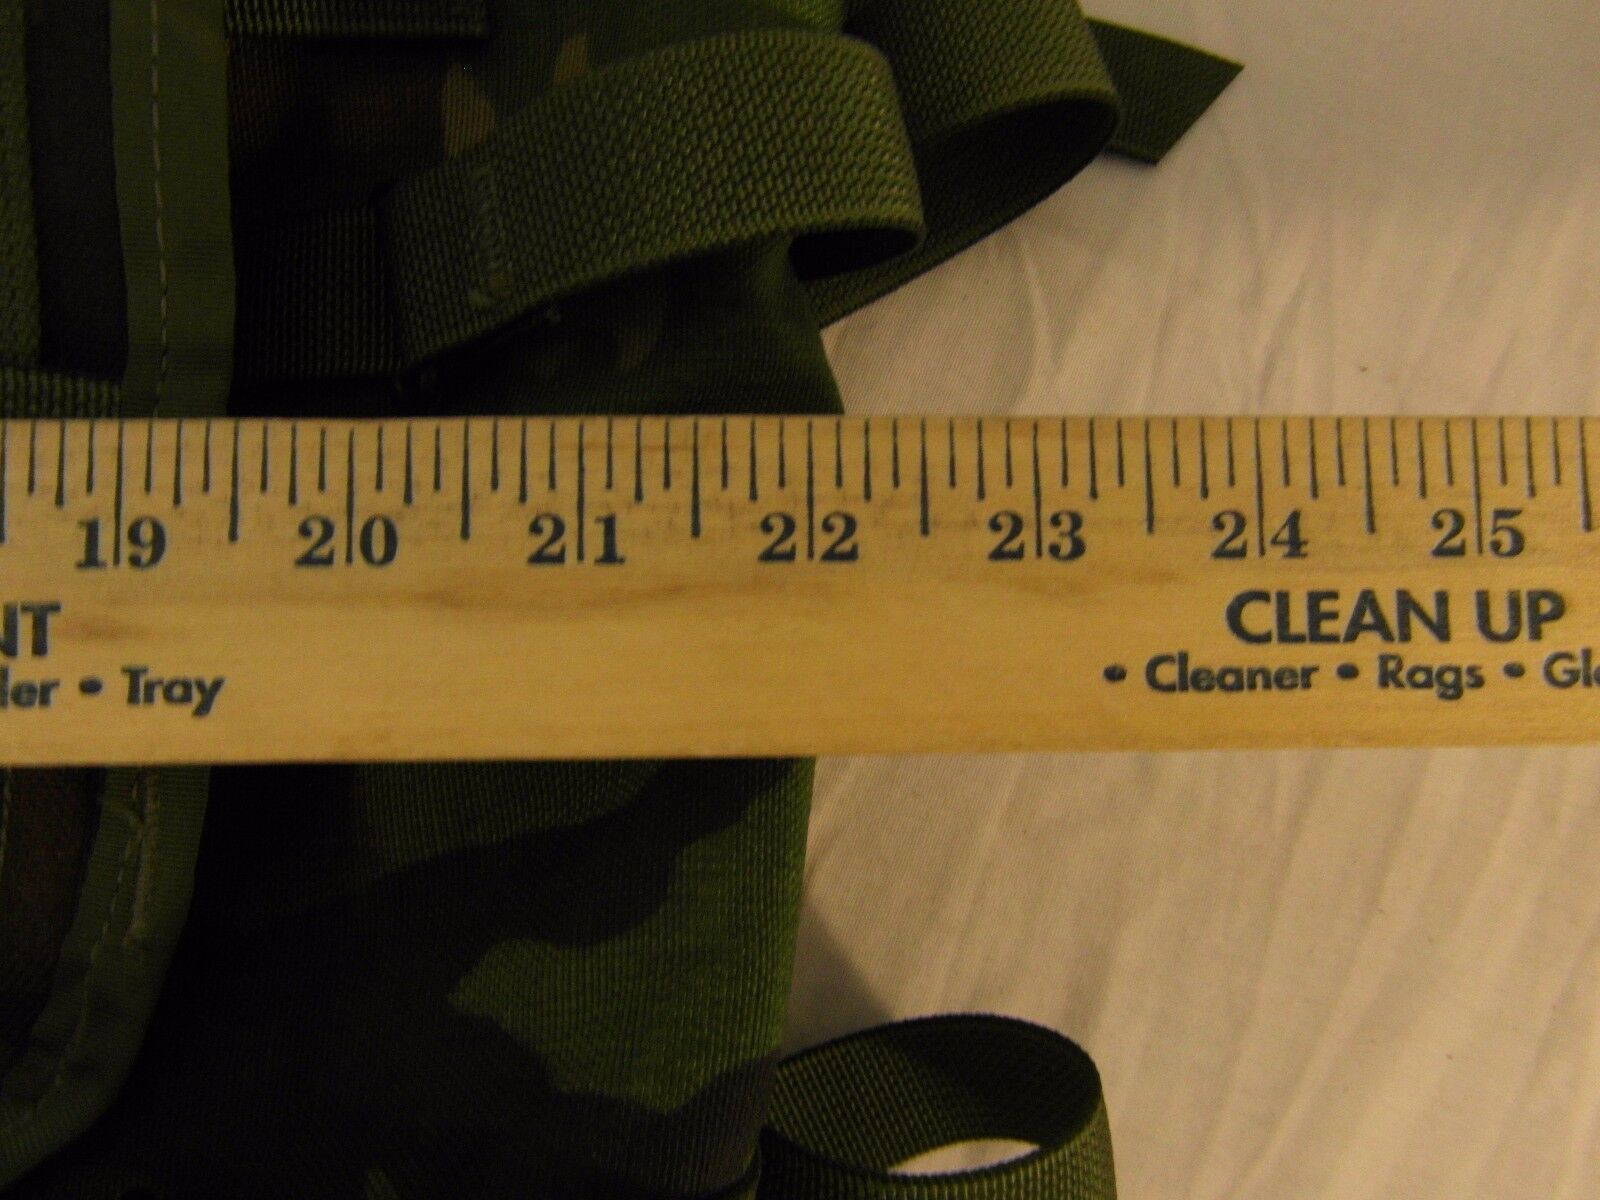 19 20 21 22 23 24 25
NT CLEAN UP
ler • Tray • Cleaner • Rags • Gl